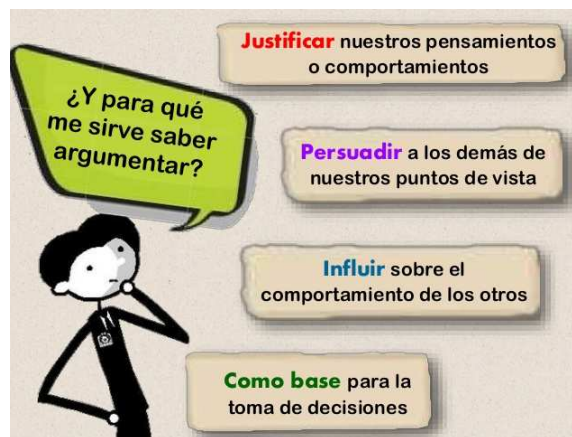 ¿Y para qué
me sirve saber
argumentar?
Justificar nuestros pensamientos
o comportamientos
Persuadir a los demás de
nuestros puntos de vista
Influir sobre el
comportamiento de los otros
Como base para la
toma de decisiones